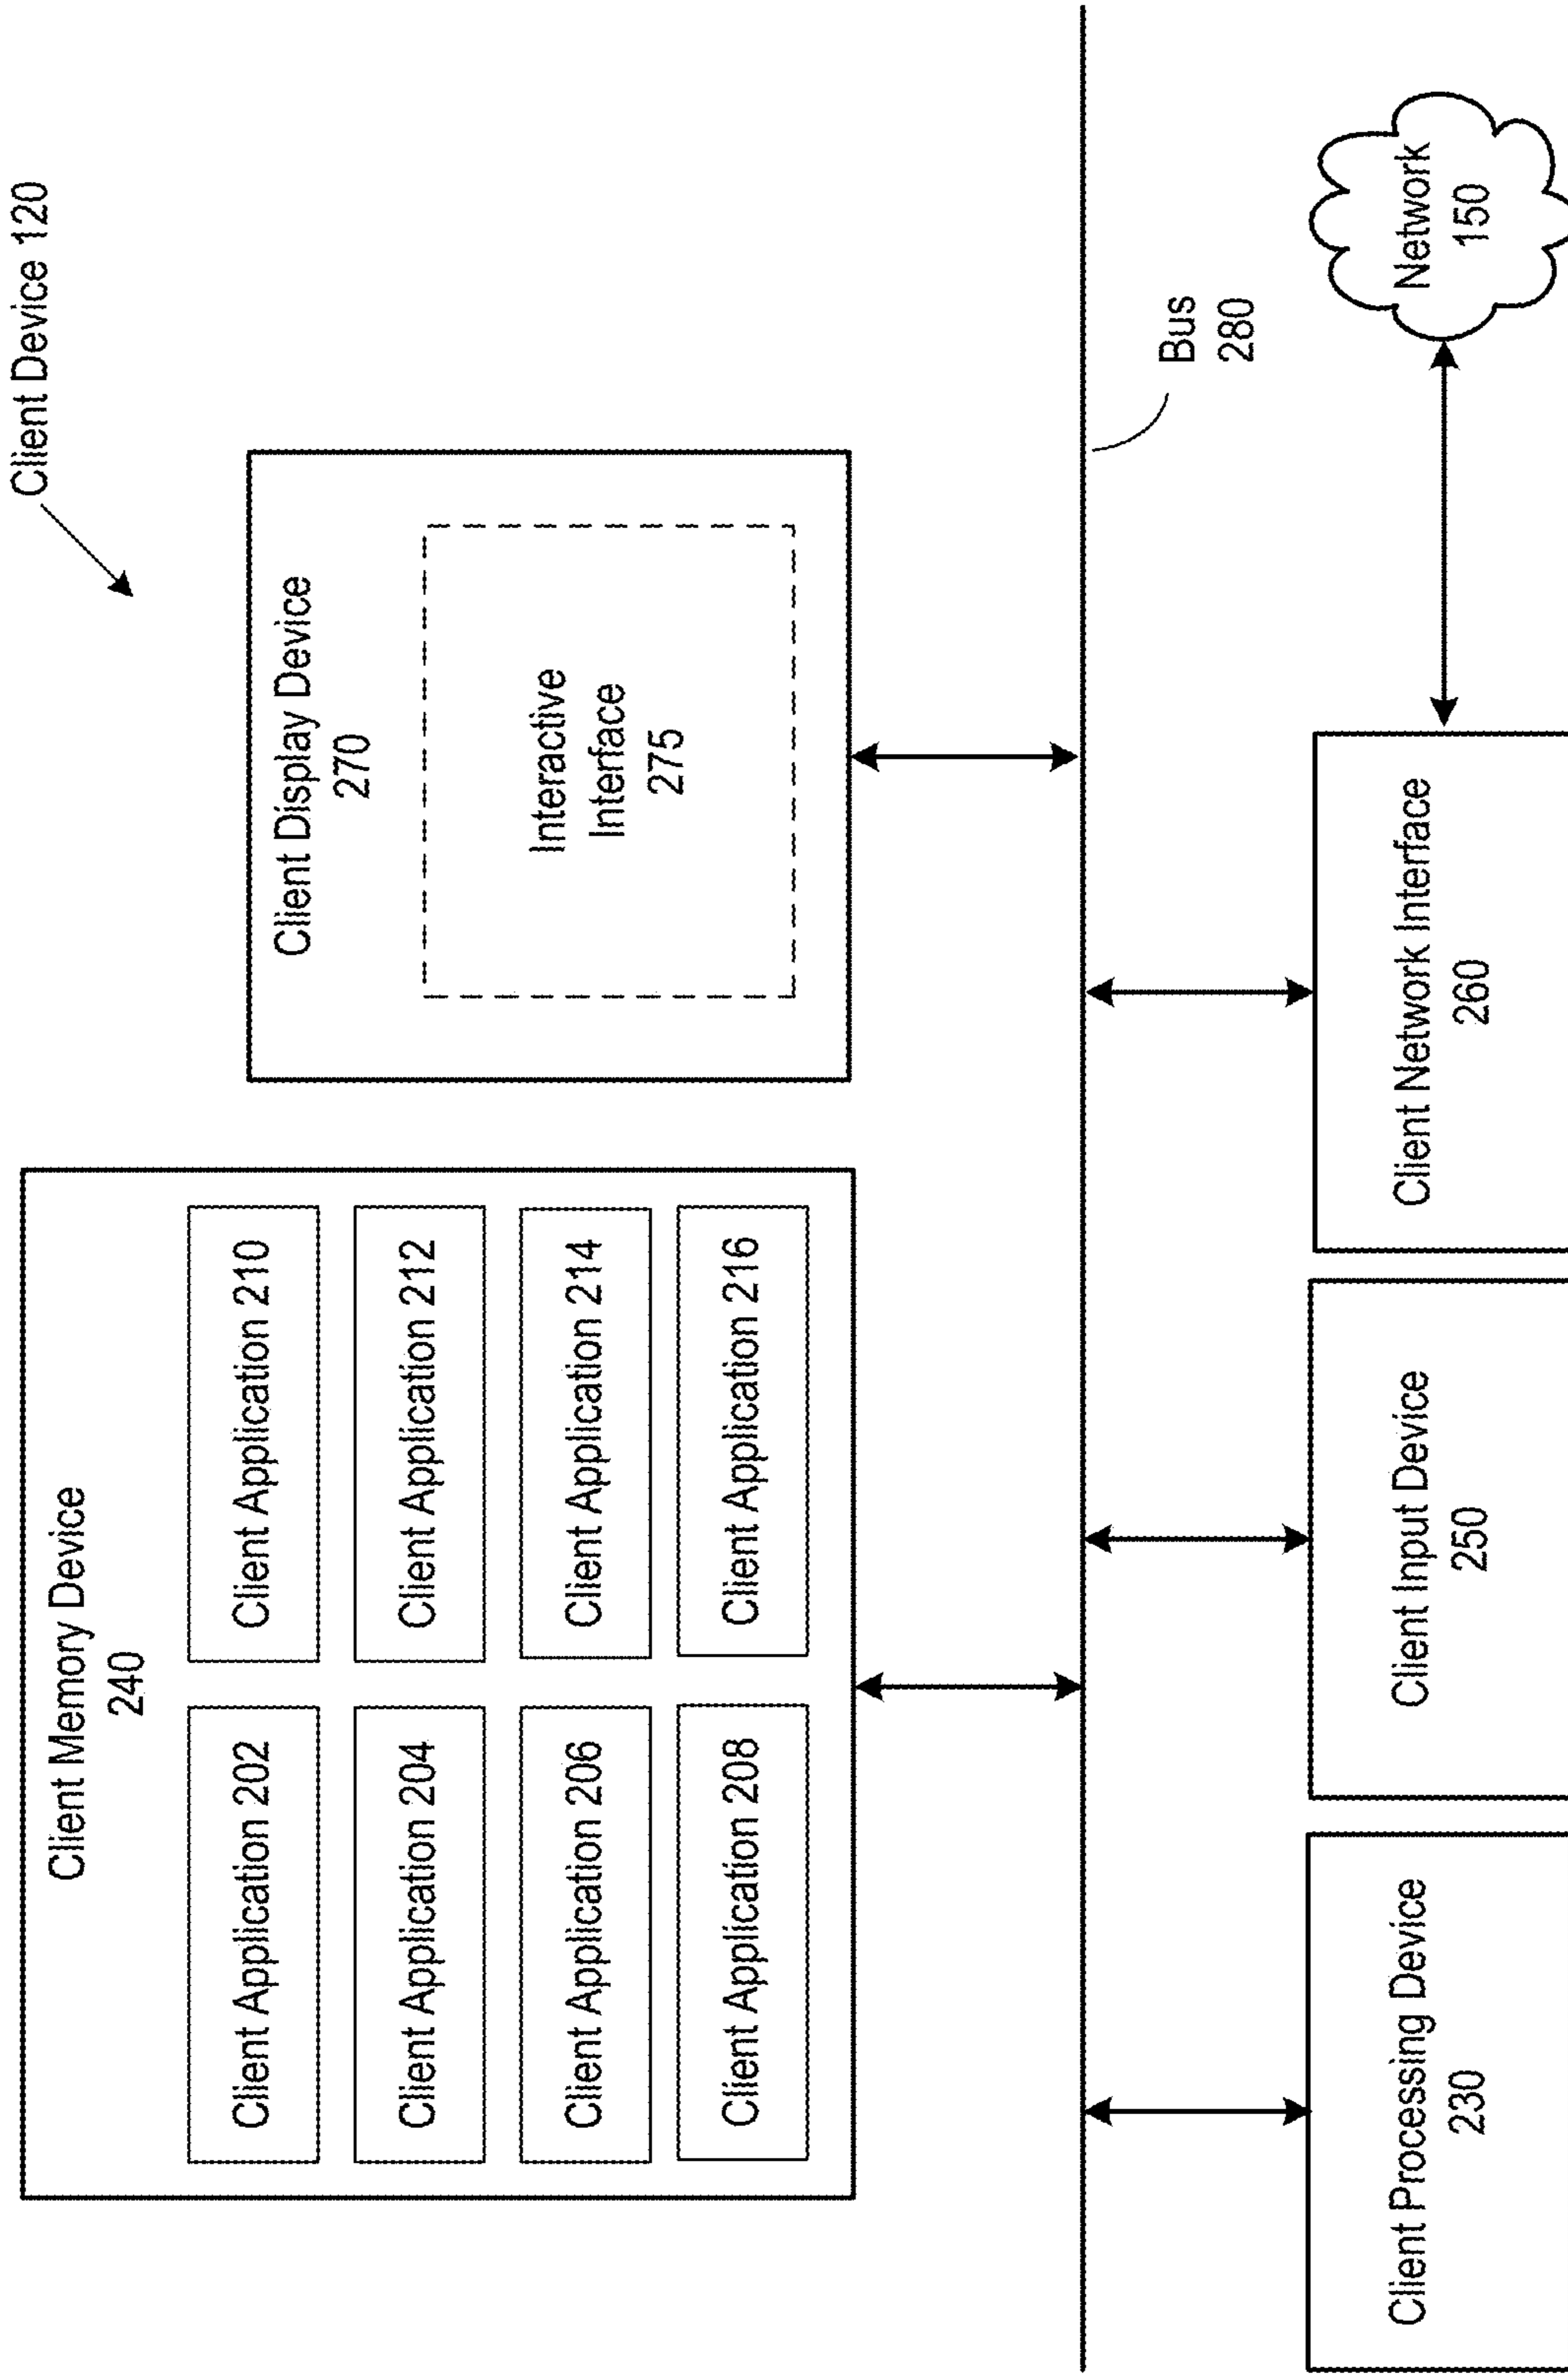 Client Device 120
Client Memory Device
240
Client Application 202
Client Application 210
Client Application 204
Client Application 212
Client Application 206
Client Application 214
Client Application 208
Client Application 216
Client Display Device
270
Interactive
Interface
275
Bus
280
Client Processing Device
230
Client Input Device
250
Client Network Interface
260
Network
150